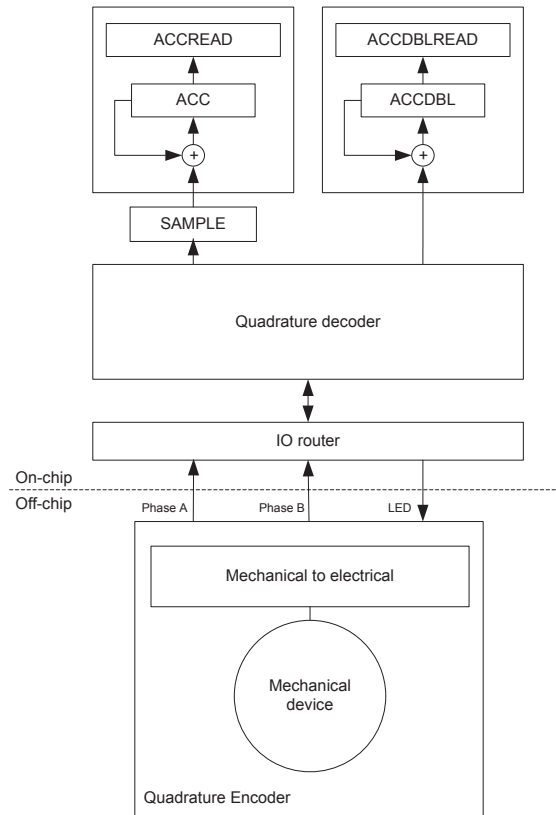 ACCREAD
ACCDBLREAD
ACC
ACCDBL
+
+
SAMPLE
Quadrature decoder
IO router
On-chip
Off-chip
Phase A
Phase B
LED
Mechanical to electrical
Mechanical
device
Quadrature Encoder